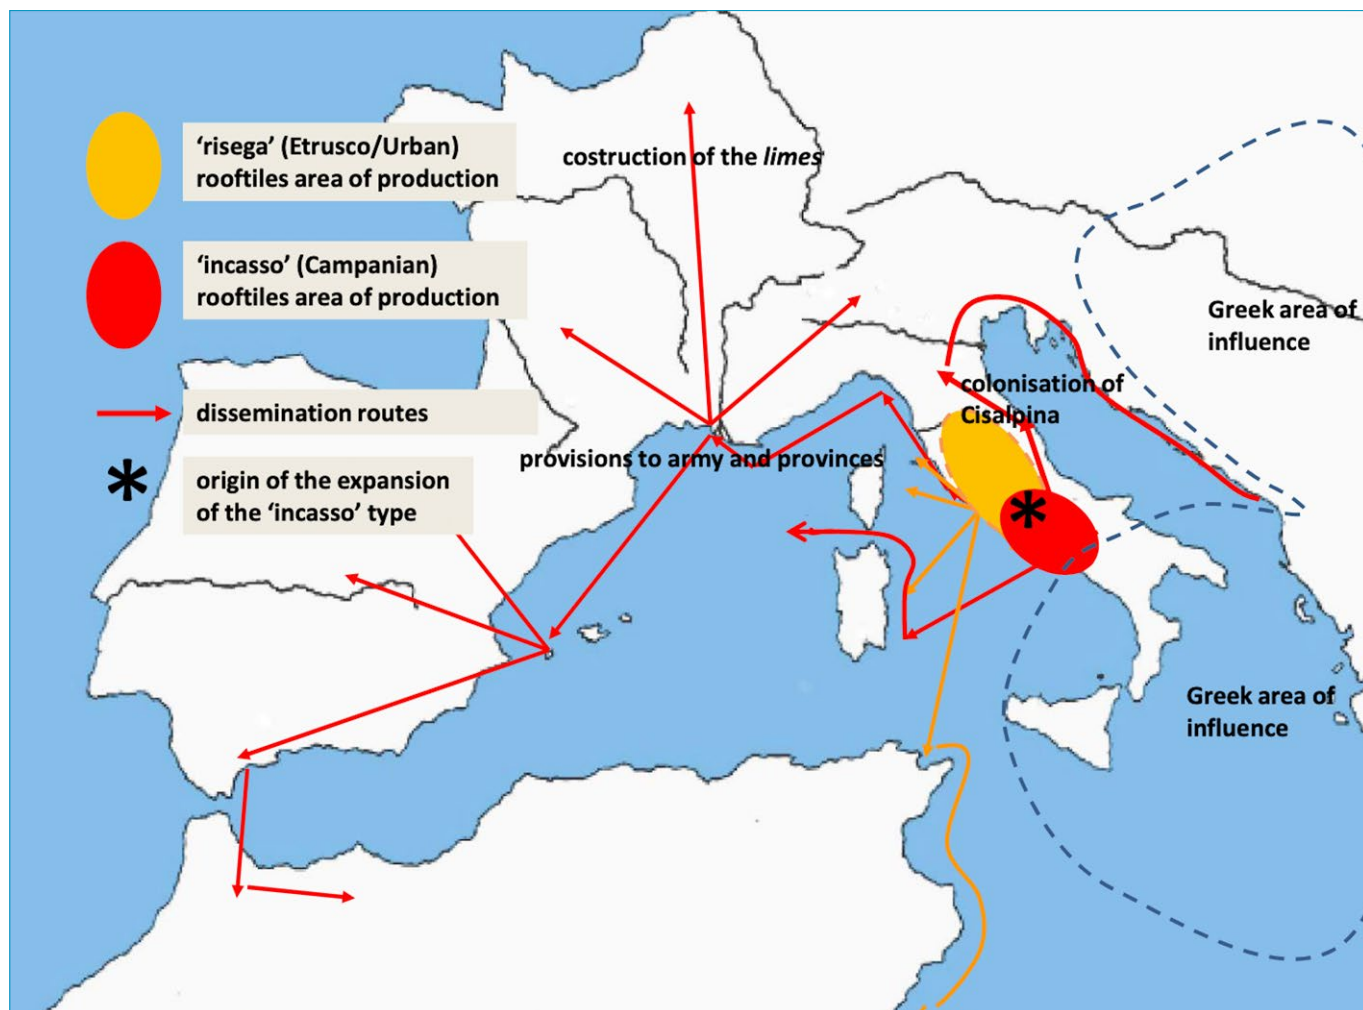 ‘risega’ (Etrusco/Urban)
rooftiles area of production
‘incasso’ (Campanian)
rooftiles area of production
dissemination routes
*
origin of the expansion
of the ‘incasso’ type
costruction of the limes
Greek area of
influence
colonisation of
Cisalpina
provisions to army and provinces
*
Greek area of
influence